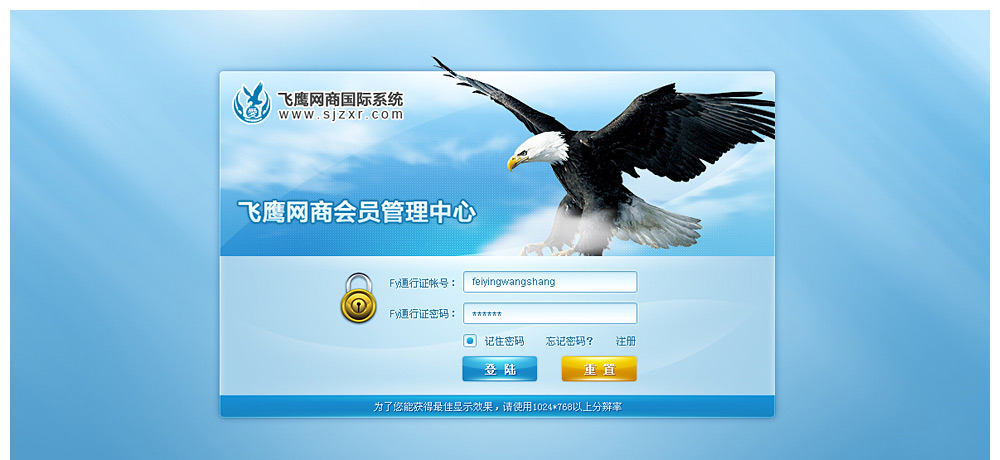 飞鹰网商国际系统
www.sjzxr.com
飞鹰网商会员管理中心
Fy通行证帐号：
feiyingwangshang
Fy通行证密码：
******
记住密码 忘记密码? 注册
登 陆 重 置
为了您能获得最佳显示效果，请使用1024*768以上分辩率